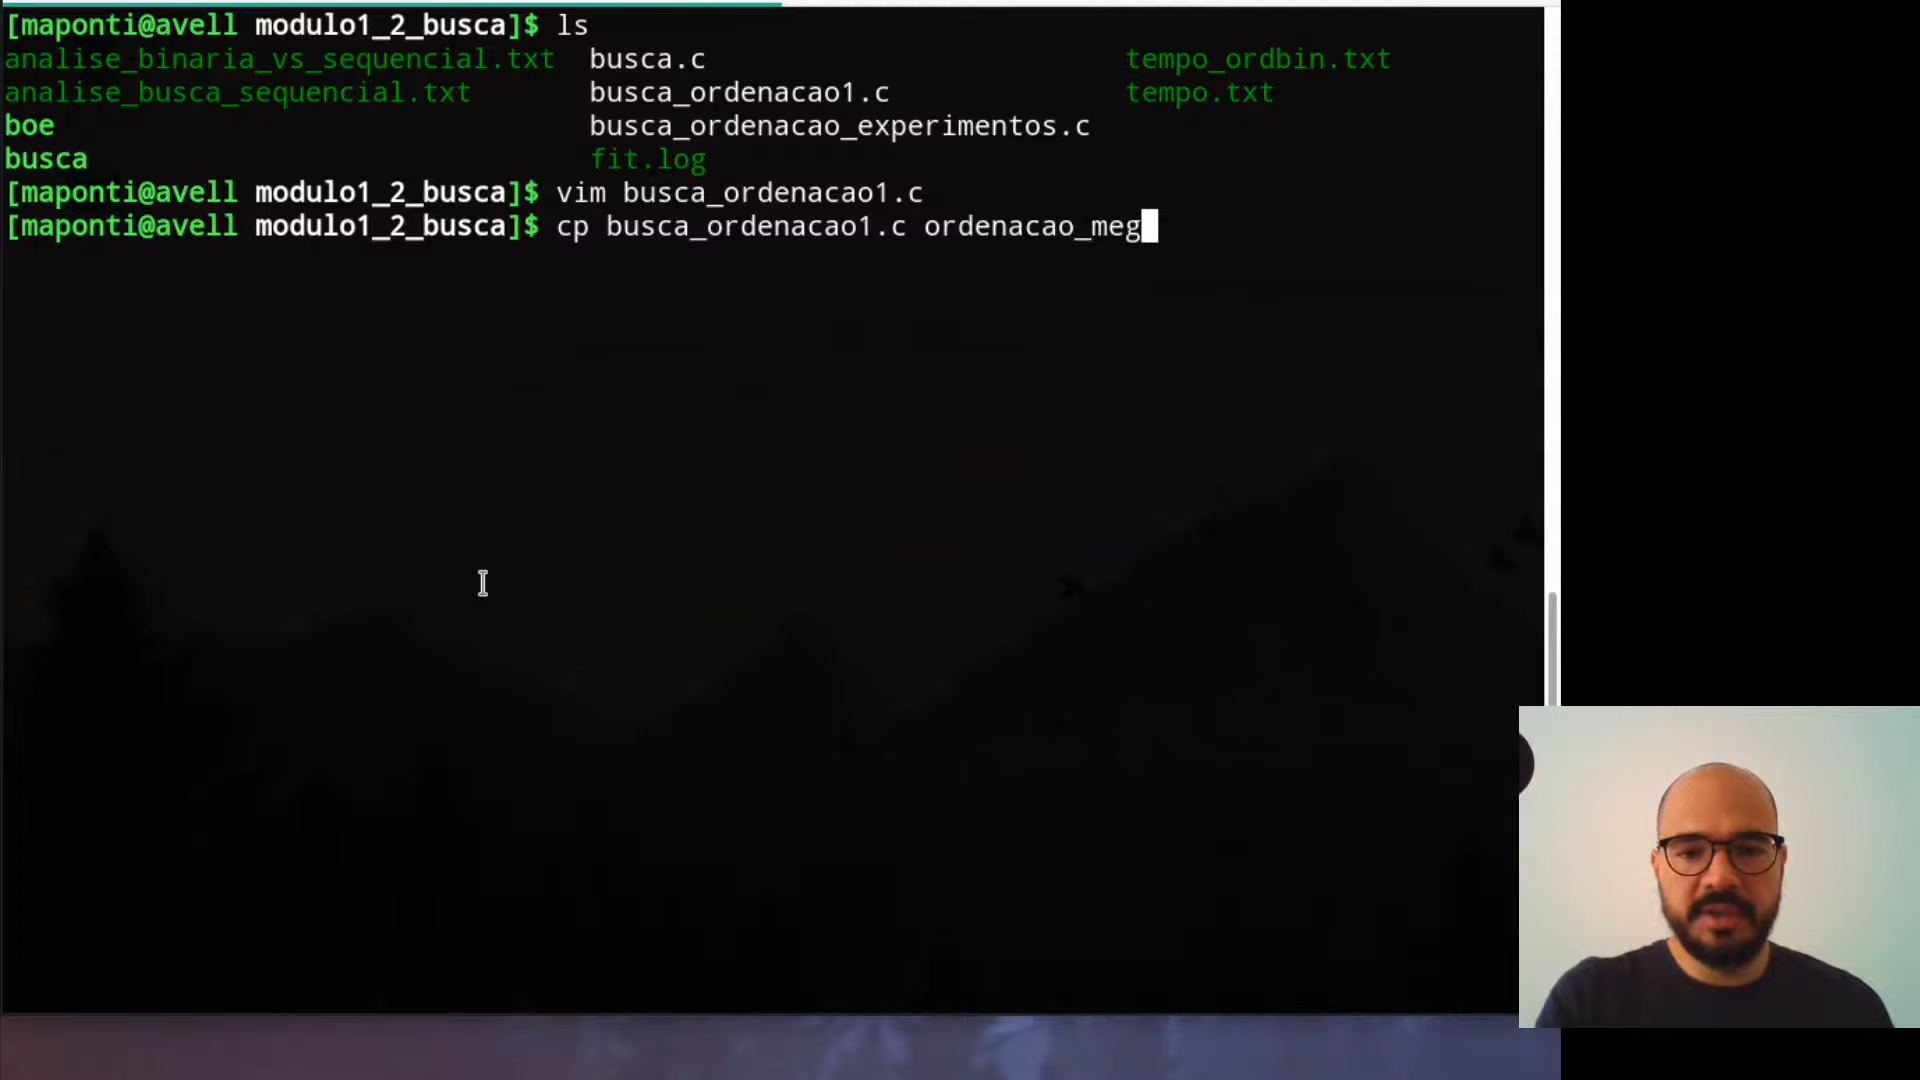 [maponti@avell modulo1_2_busca]$ ls
analise_binaria_vs_sequencial.txt busca.c tempo_ordbin.txt
analise_busca_sequencial.txt busca_ordenacao1.c tempo.txt
boe busca_ordenacao_experimentos.c
busca fit.log
[maponti@avell modulo1_2_busca]$ vim busca_ordenacao1.c
[maponti@avell modulo1_2_busca]$ cp busca_ordenacao1.c ordenacao_meg